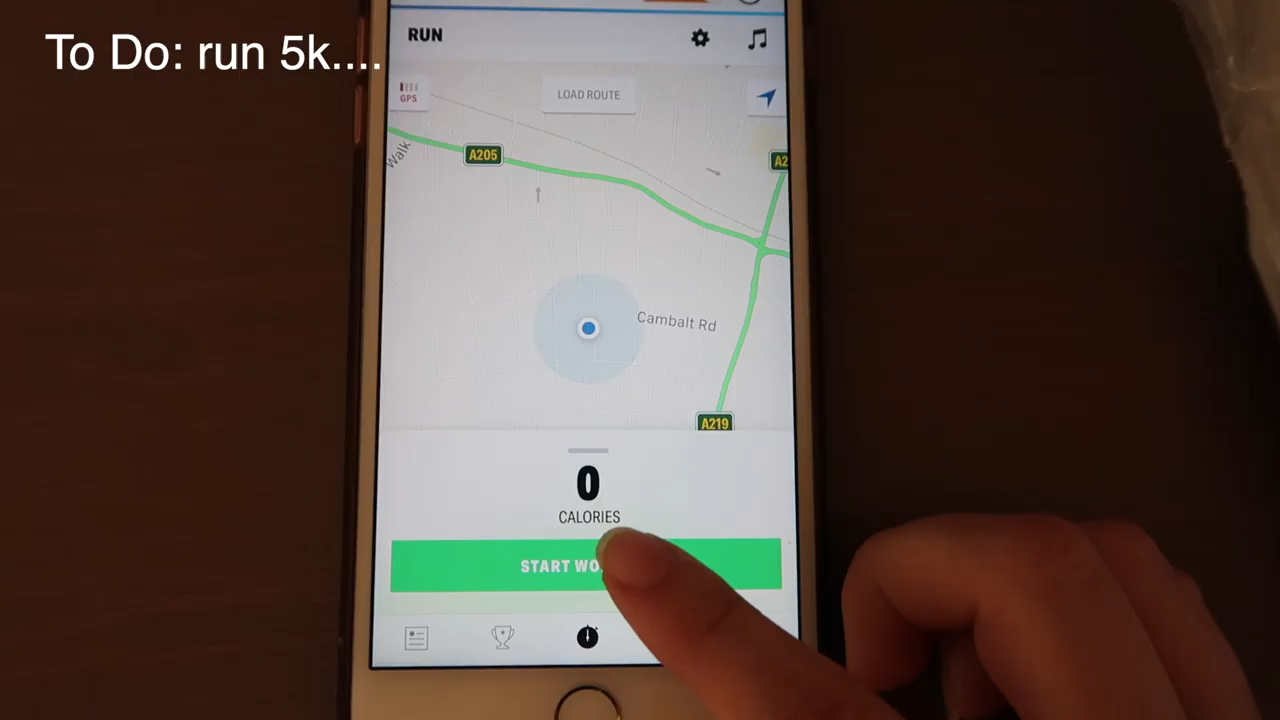 To Do: run 5k....
RUN
GPS
LOAD ROUTE
Walk
A205
A2
Cambalt Rd
A219
0
CALORIES
START WO